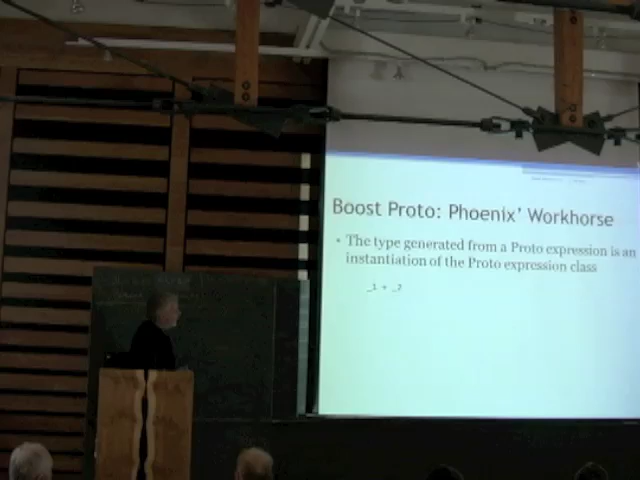 Boost Proto: Phoenix' Workhorse
• The type generated from a Proto expression is an
instantiation of the Proto expression class
_1 + _2